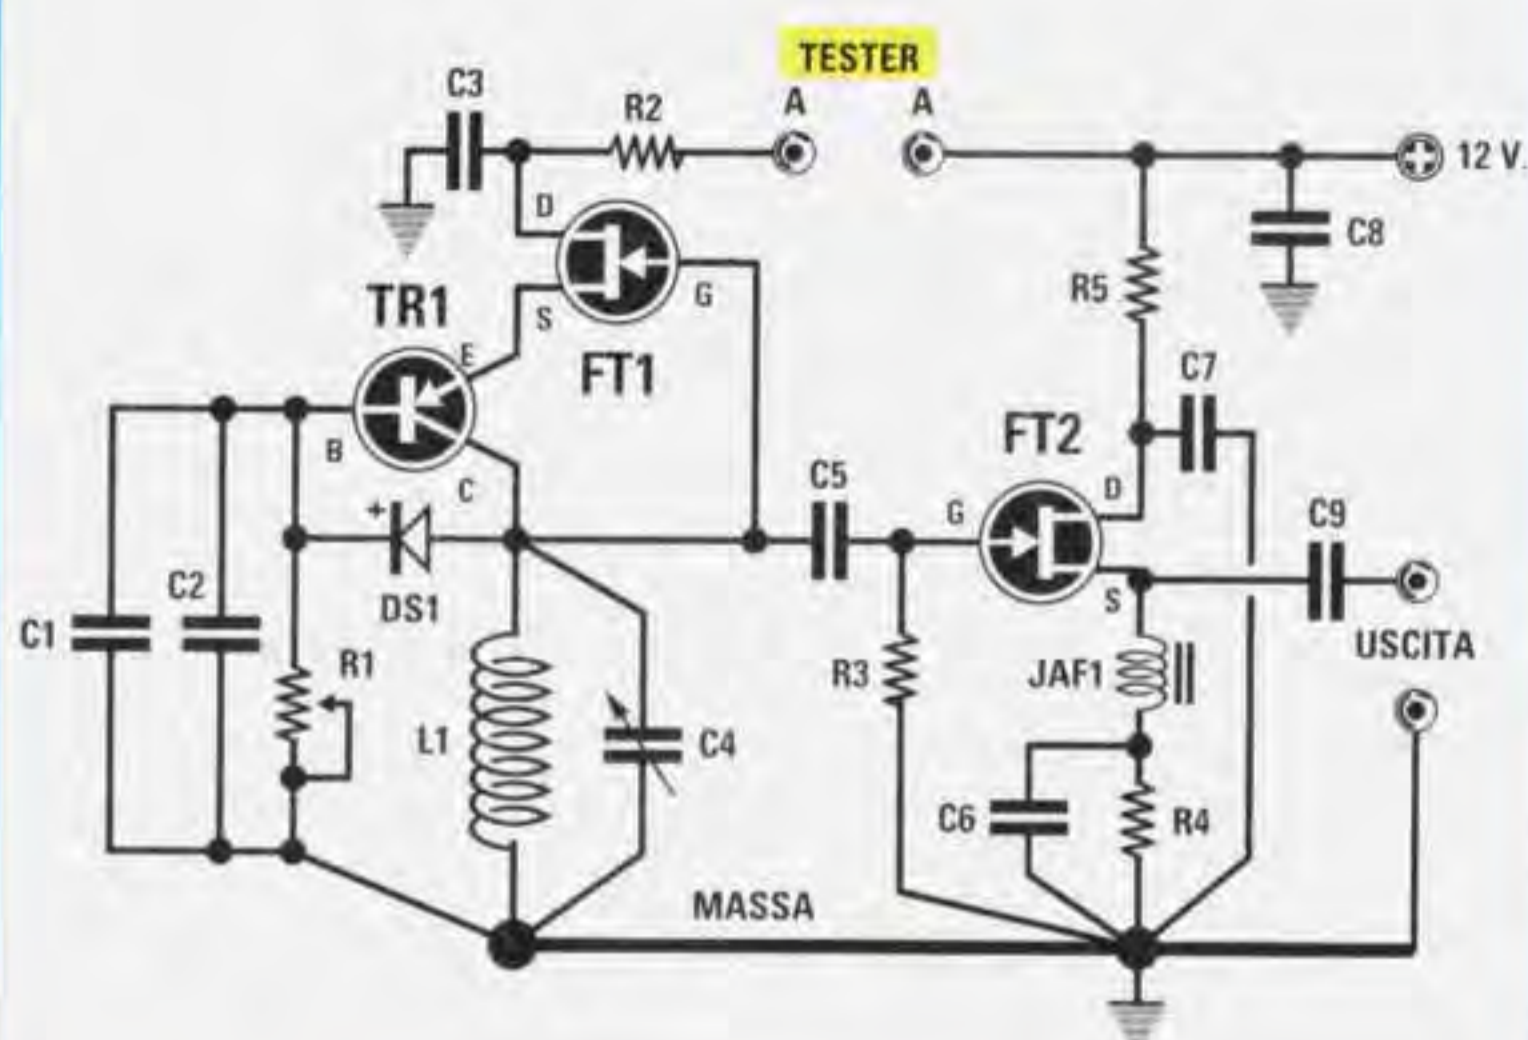 TESTER
C3
R2
A
A
12 V.
D
C8
TR1
S
G
R5
E
FT1
C7
B
FT2
C
C5
G
D
C9
C2
DS1
S
C1
R1
R3
JAF1
USCITA
L1
C4
C6
R4
MASSA